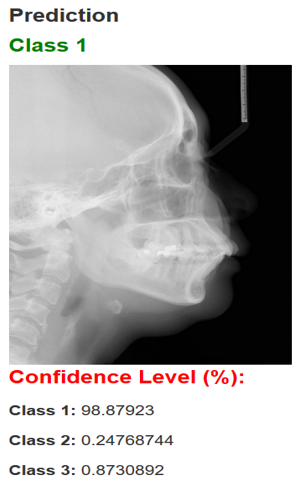 Prediction
Class 1
Confidence Level (%):
Class 1: 98.87923
Class 2: 0.24768744
Class 3: 0.8730892